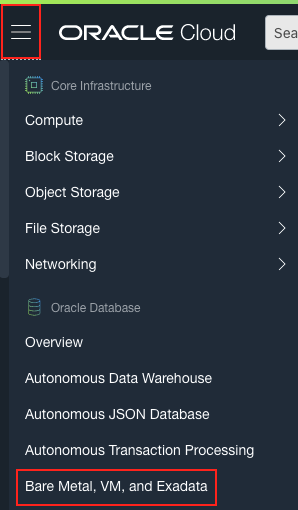 ORACLE Cloud
Sea
Core Infrastructure
Compute
Block Storage
Object Storage
File Storage
Networking
Oracle Database
Overview
Autonomous Data Warehouse
Autonomous JSON Database
Autonomous Transaction Processing
Bare Metal, VM, and Exadata